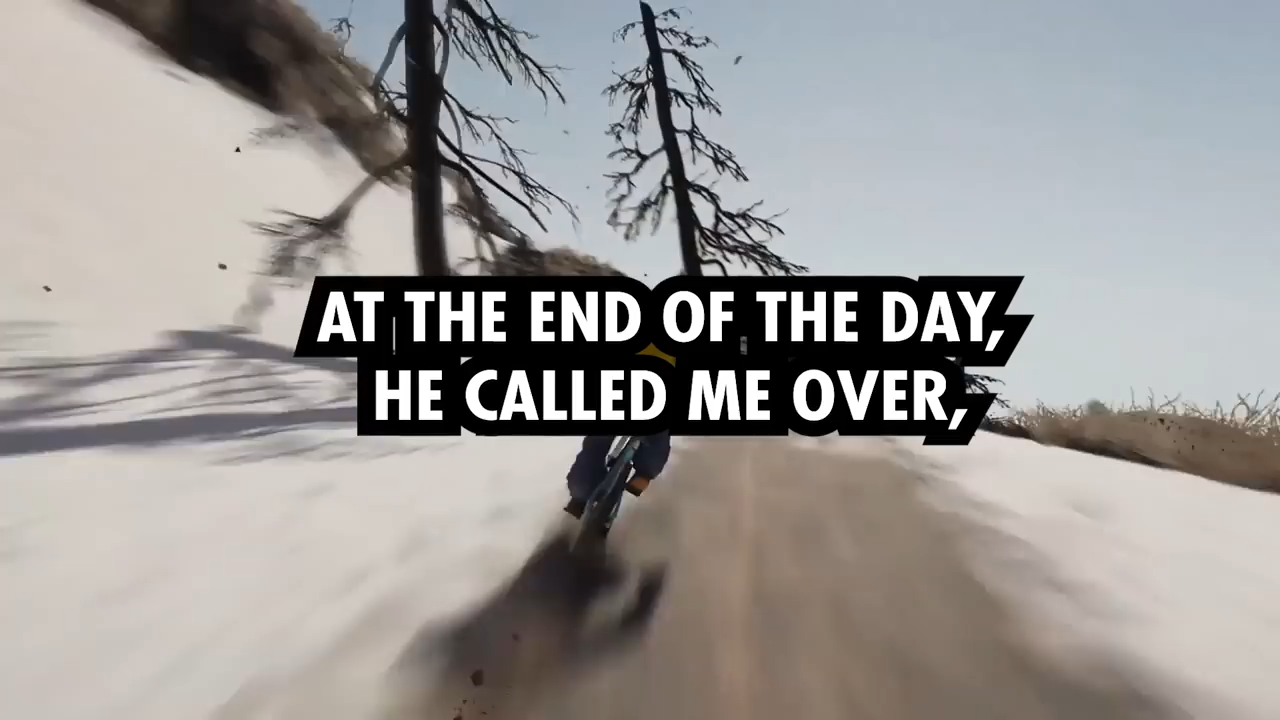 AT THE END OF THE DAY,
HE CALLED ME OVER,